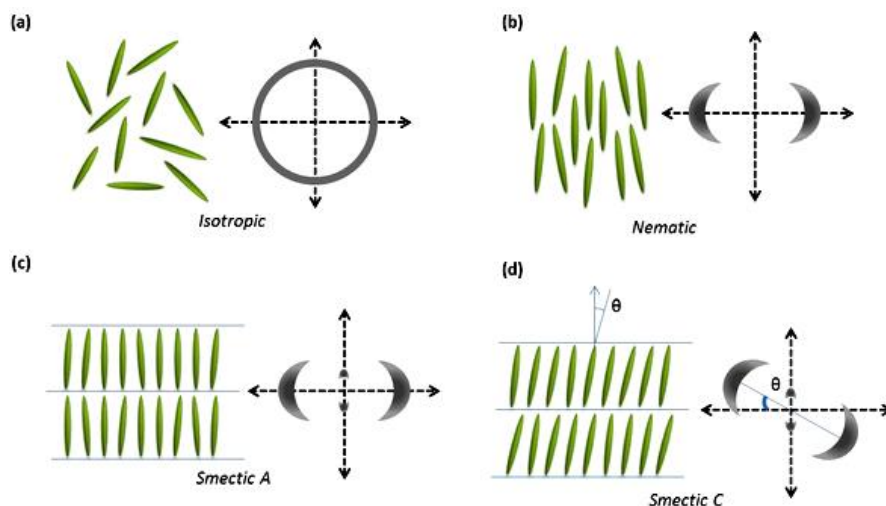 (a)
Isotropic
(b)
Nematic
(c)
Smectic A
(d)
θ
θ
Smectic C